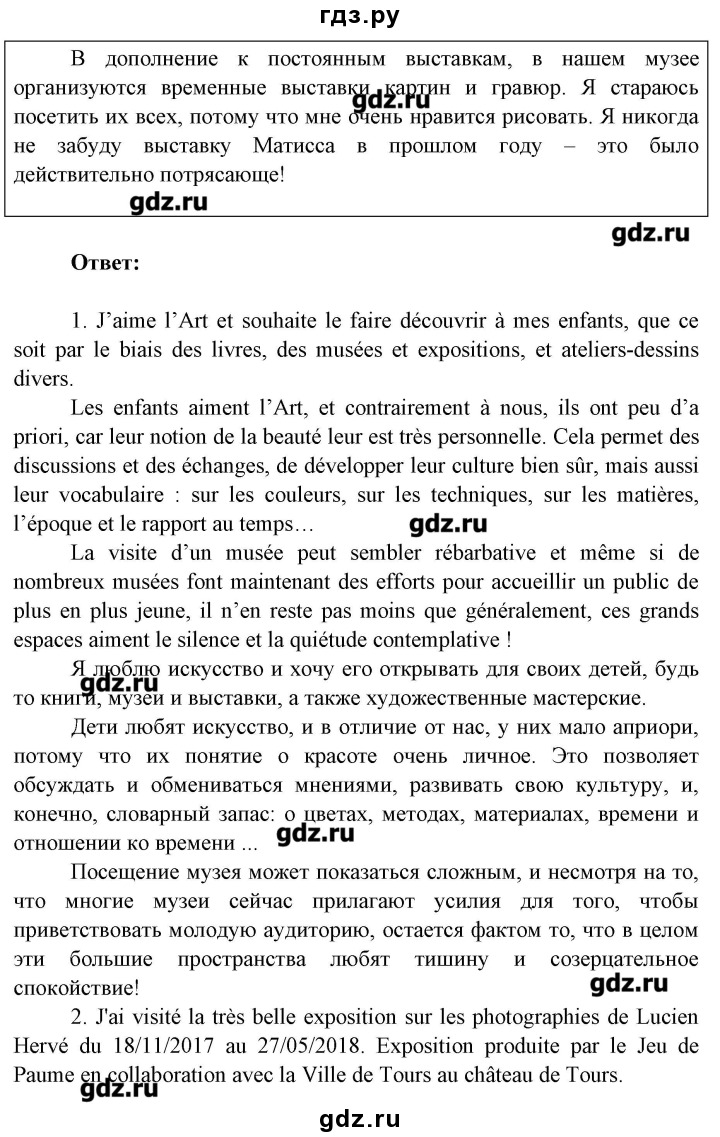 гдз.ру
В дополнение к постоянным выставкам, в нашем музее
организуются временные выставки картин и гравюр. Я стараюсь
gdz.ru
посетить их всех, потому что мне очень нравится рисовать. Я никогда
не забуду выставку Матисса в прошлом году – это было
действительно потрясающе!
gdz.ru
gdz.ru
Ответ:
1. J’aime l’Art et souhaite le faire découvrir à mes enfants, que ce
soit par le biais des livres, des musées et expositions, et ateliers-dessins
divers.
Les enfants aiment l’Art, et contrairement à nous, ils ont peu d’a
priori, car leur notion de la beauté leur est très personnelle. Cela permet des
discussions et des échanges, de développer leur culture bien sûr, mais aussi
leur vocabulaire : sur les couleurs, sur les techniques, sur les matières,
l’époque et le rapport au temps…
gdz.ru
La visite d’un musée peut sembler rébarbative et même si de
nombreux musées font maintenant des efforts pour accueillir un public de
plus en plus jeune, il n’en reste pas moins que généralement, ces grands
espaces aiment le silence et la quiétude contemplative !
Я люблю искусство и хочу его открывать для своих детей, будь
gdz.ru
то книги, музеи и выставки, а также художественные мастерские.
Дети любят искусство, и в отличие от нас, у них мало априори,
потому что их понятие о красоте очень личное. Это позволяет
обсуждать и обмениваться мнениями, развивать свою культуру, и,
конечно, словарный запас: о цветах, методах, материалах, времени и
отношении ко времени ...
gdz.ru
Посещение музея может показаться сложным, и несмотря на то,
что многие музеи сейчас прилагают усилия для того, чтобы
приветствовать молодую аудиторию, остается фактом то, что в целом
эти большие пространства любят тишину и созерцательное
спокойствие!
gdz.ru
2. J'ai visité la très belle exposition sur les photographies de Lucien
Hervé du 18/11/2017 au 27/05/2018. Exposition produite par le Jeu de
Paume en collaboration avec la Ville de Tours au château de Tours.
gdz.ru
gdz.ru